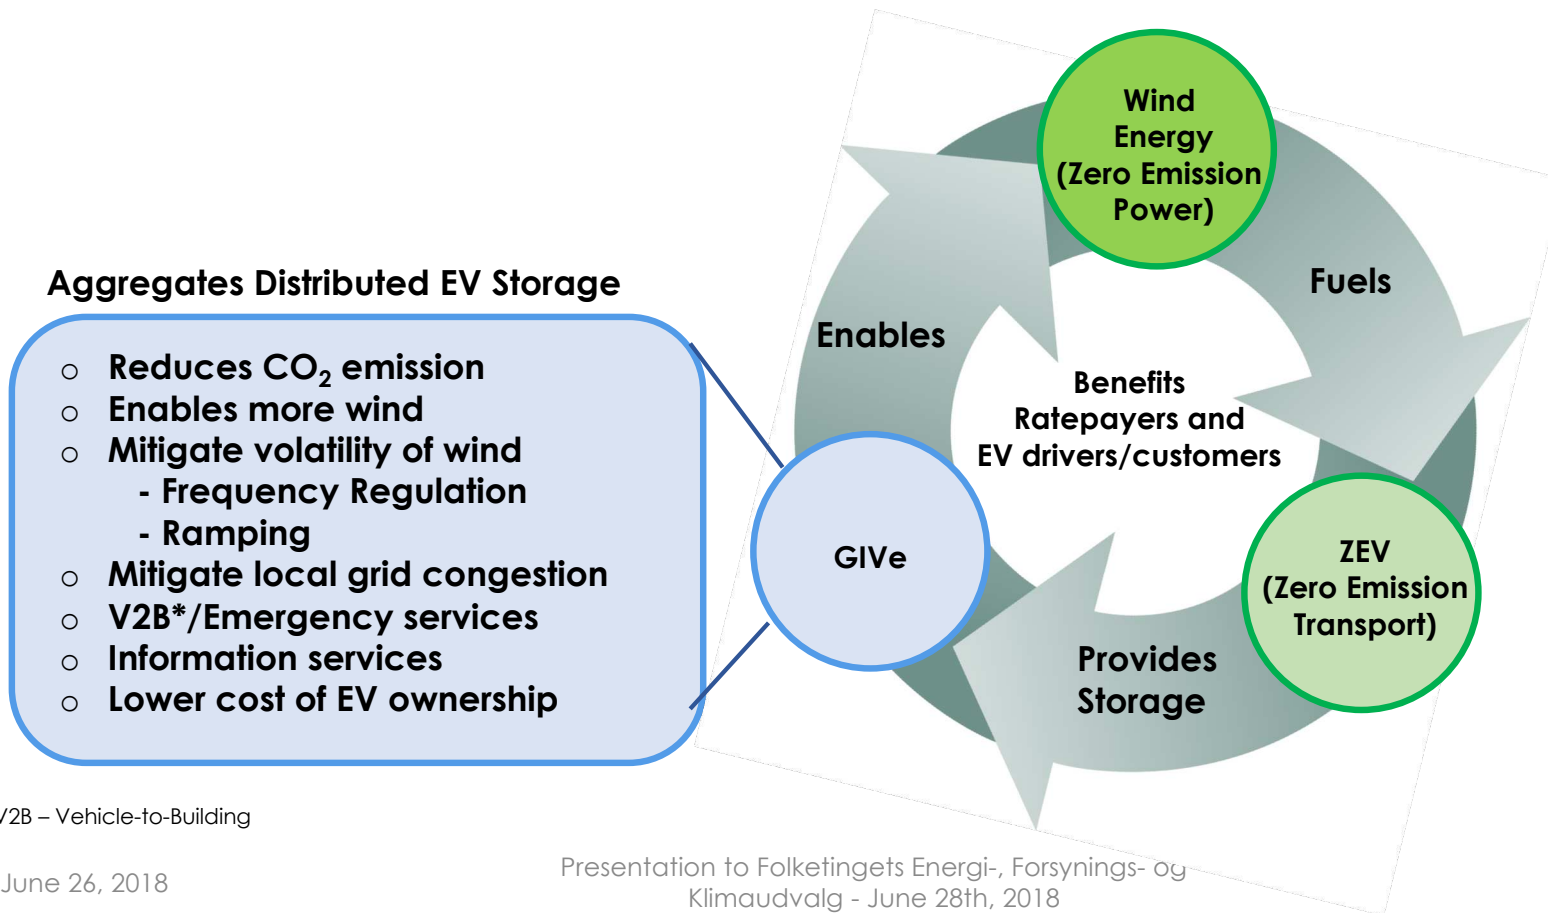 Wind
Energy
(Zero Emission
Power)
Fuels
Aggregates Distributed EV Storage
Enables
o Reduces CO₂ emission
o Enables more wind
o Mitigate volatility of wind
- Frequency Regulation
- Ramping
o Mitigate local grid congestion
o V2B*/Emergency services
o Information services
o Lower cost of EV ownership
Benefits
Ratepayers and
EV drivers/customers
GIVe
ZEV
(Zero Emission
Transport)
Provides
Storage
V2B – Vehicle-to-Building
June 26, 2018
Presentation to Folketingets Energi-, Forsynings- og
Klimaudvalg - June 28th, 2018